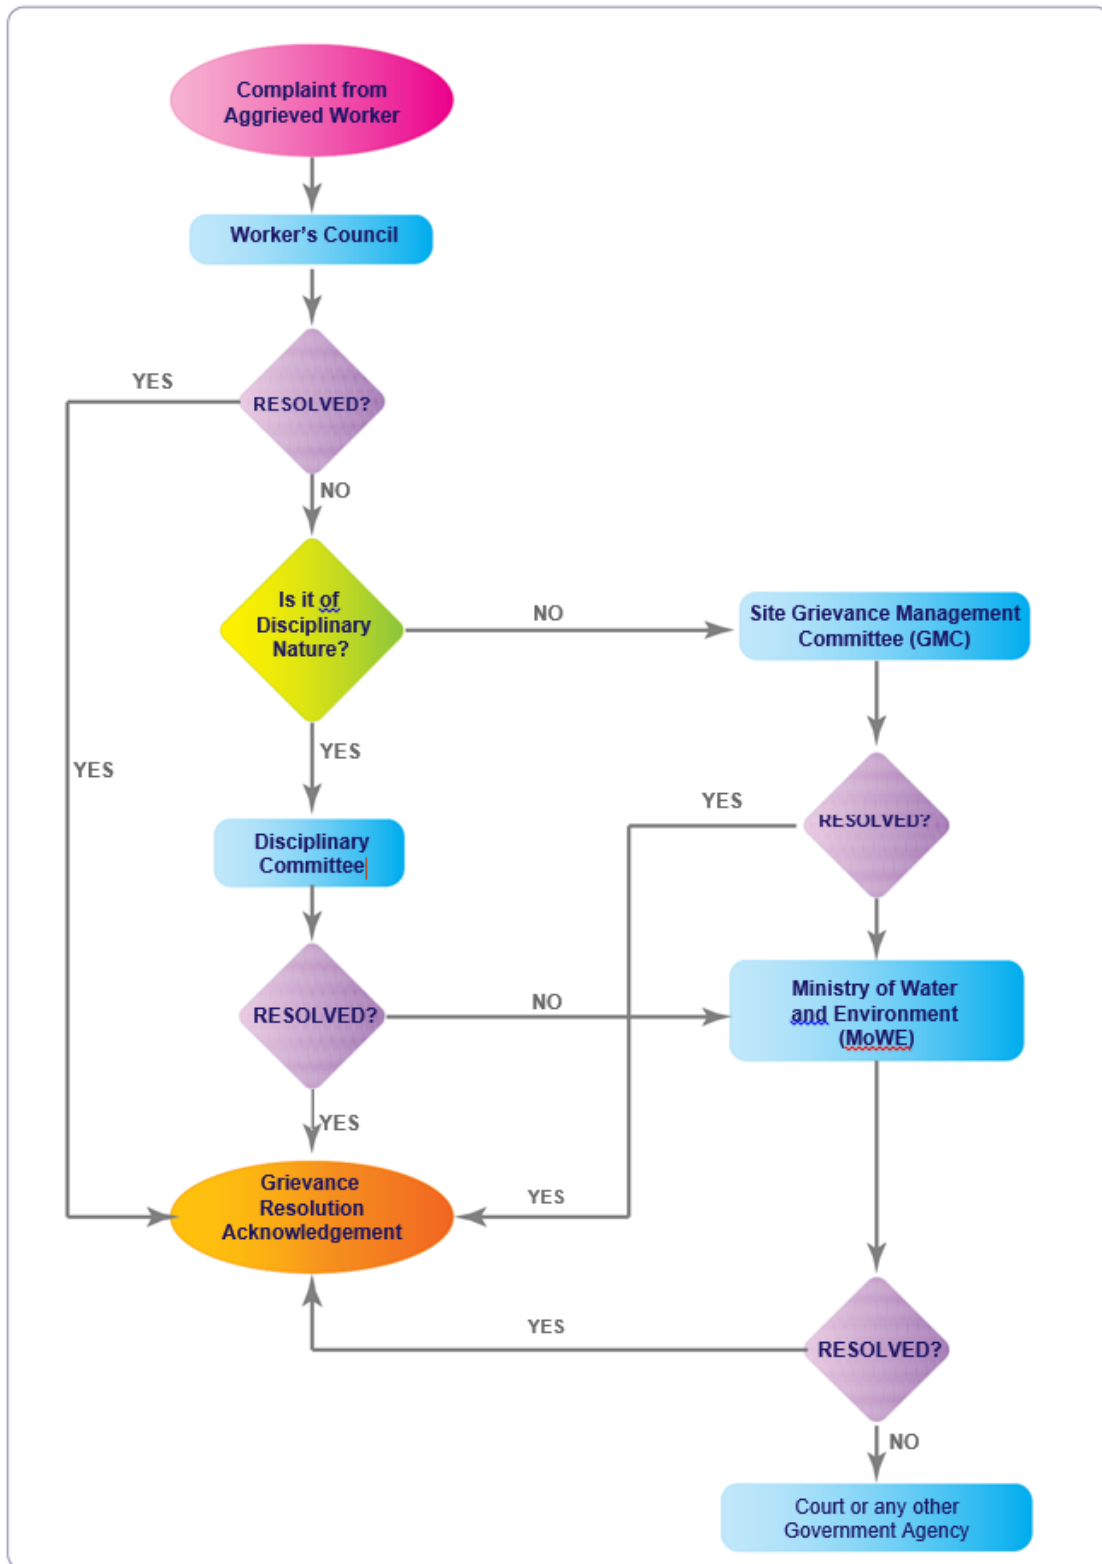 Complaint from
Aggrieved Worker
Worker's Council
YES
RESOLVED?
NO
Is it of
Disciplinary
Nature?
NO
Site Grievance Management
Committee (GMC)
YES
YES
YES
RESOLVED?
Disciplinary
Committee
RESOLVED?
NO
Ministry of Water
and Environment
(MoWE)
YES
Grievance
Resolution
Acknowledgement
YES
YES
RESOLVED?
NO
Court or any other
Government Agency